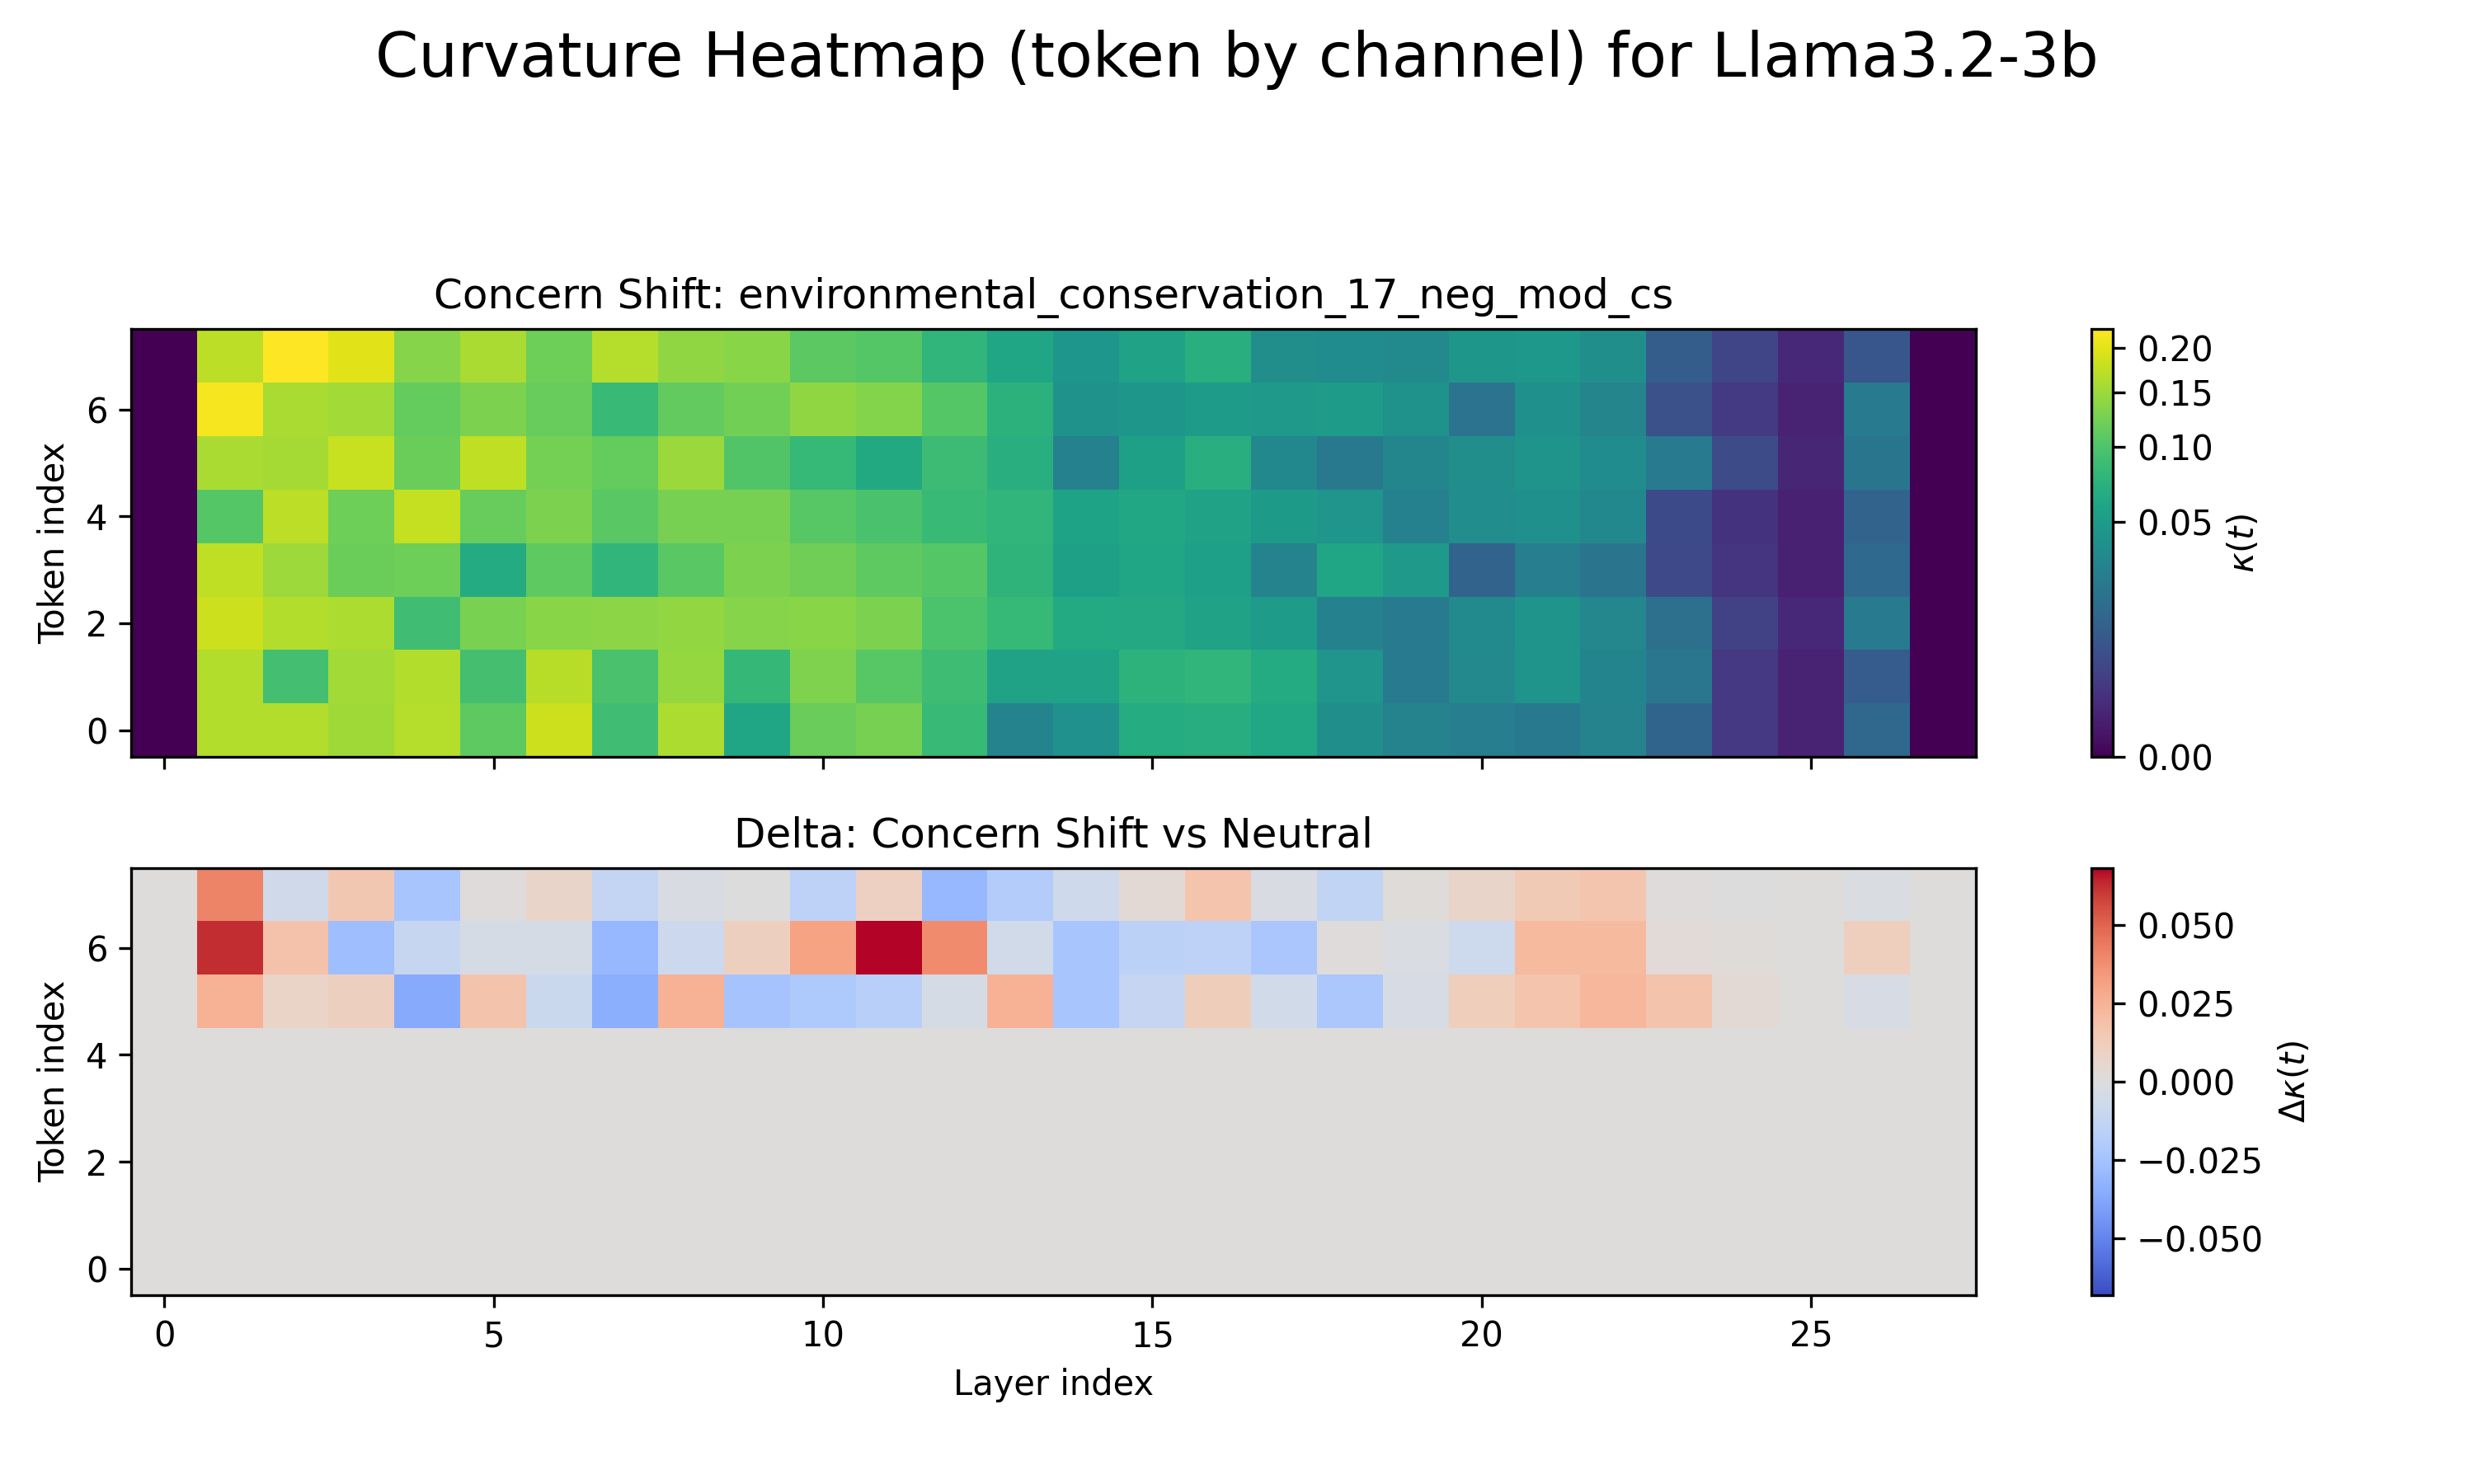 Curvature Heatmap (token by channel) for Llama3.2-3b
Concern Shift: environmental_conservation_17_neg_mod_cs
Token index
6
4
2
0
0.20
0.15
0.10
0.05
0.00
κ(t)
Delta: Concern Shift vs Neutral
Token index
6
4
2
0
0.050
0.025
0.000
−0.025
−0.050
Δκ(t)
0 5 10 15 20 25
Layer index